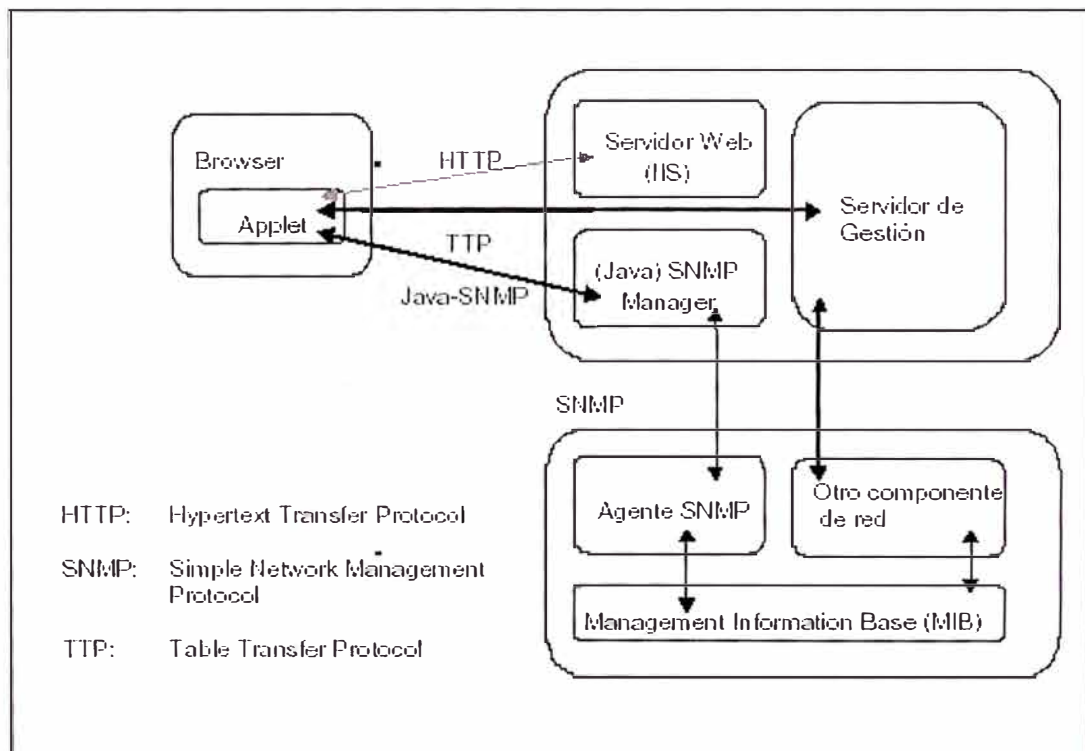 Browser
Applet
HTTP
TTP
Java-SNMP
Servidor Web
(IIS)
(Java) SNMP
Manager
Servidor de
Gestión
SNMP
Agente SNMP
Otro componente
de red
Management Information Base (MIB)
HTTP: Hypertext Transfer Protocol
SNMP: Simple Network Management
Protocol
TTP: Table Transfer Protocol